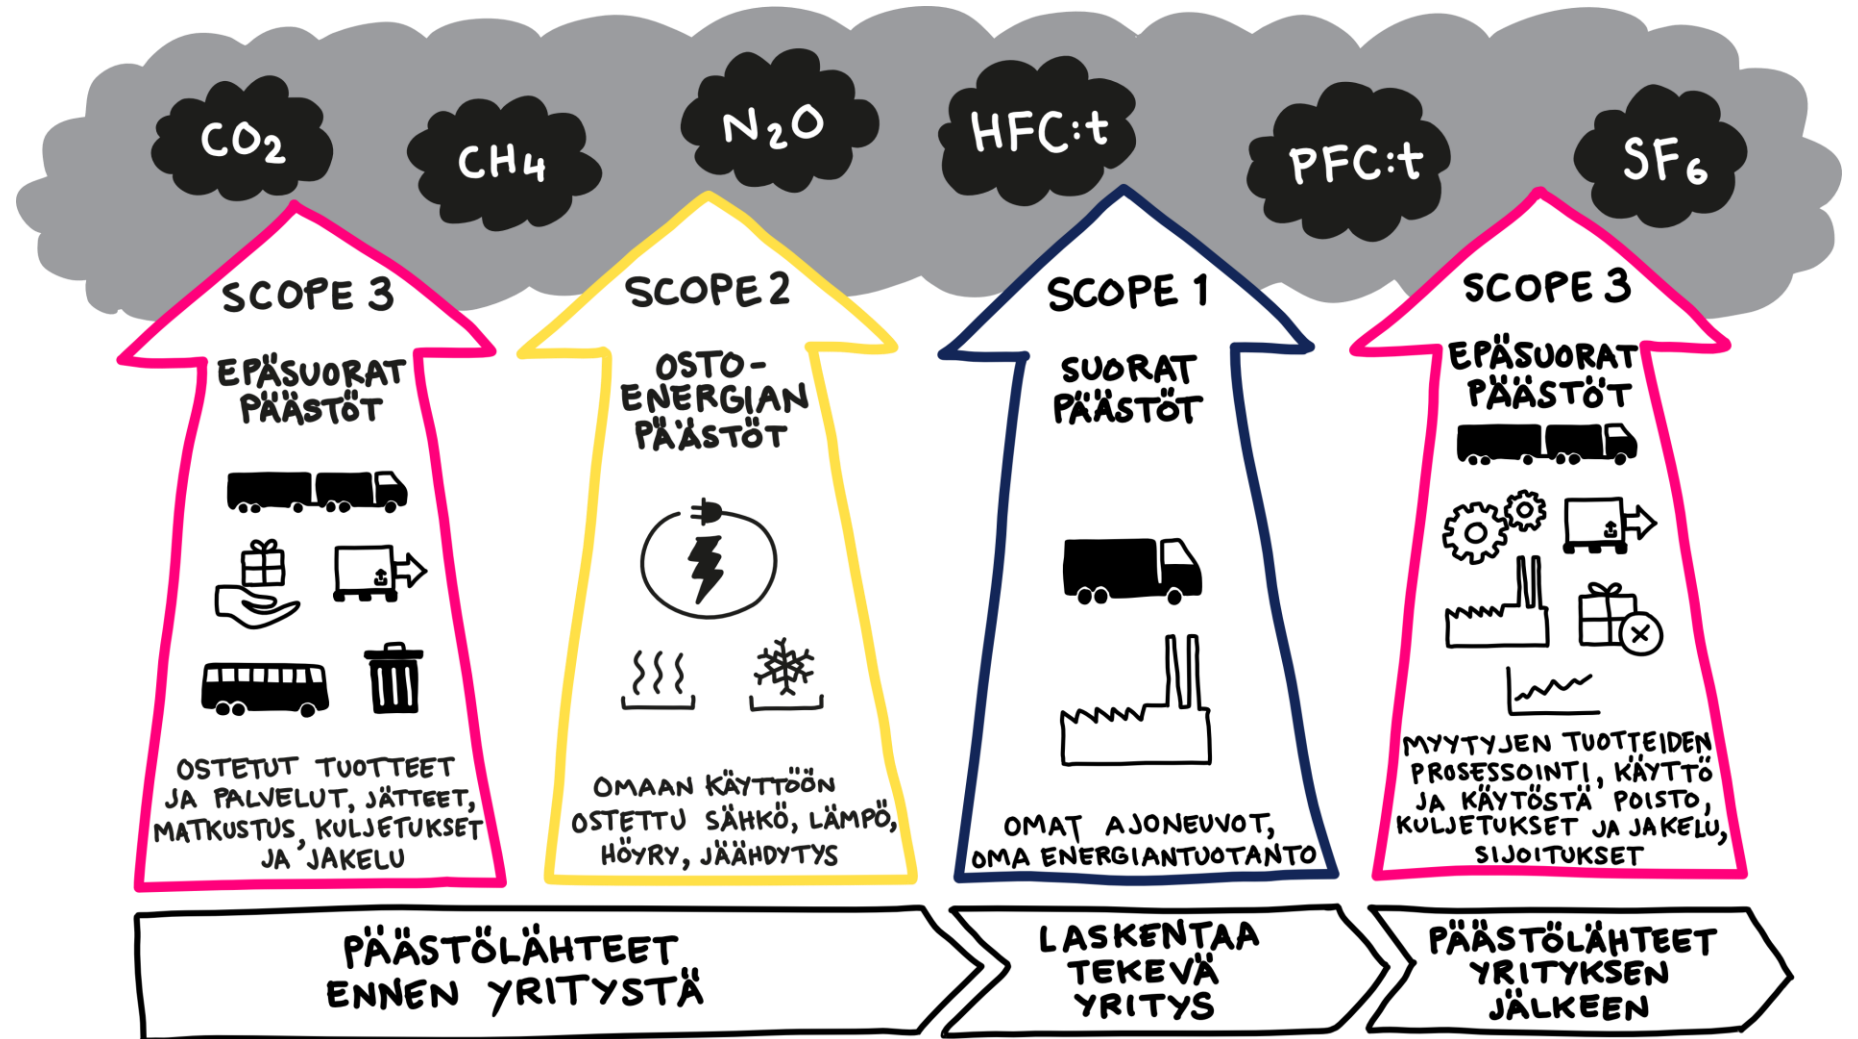 CO2
CH4
N2O
HFC:t
PFC:t
SF6
SCOPE 3
EPÄSUORAT
PÄÄSTÖT
OSTETUT TUOTTEET
JA PALVELUT, JÄTTEET,
MATKUSTUS, KULJETUKSET
JA JAKELU
SCOPE 2
OSTO-
ENERGIAN
PÄÄSTÖT
OMAAN KÄYTTÖÖN
OSTETTU SÄHKÖ, LÄMPÖ,
HÖYRY, JÄÄHDYTYS
SCOPE 1
SUORAT
PÄÄSTÖT
OMAT AJONEUVOT,
OMA ENERGIANTUOTANTO
SCOPE 3
EPÄSUORAT
PÄÄSTÖT
MYYTYJEN TUOTTEIDEN
PROSESSOINTI, KÄYTTÖ
JA KÄYTÖSTÄ POISTO,
KULJETUKSET JA JAKELU,
SIJOITUKSET
PÄÄSTÖLÄHTEET
ENNEN YRITYSTÄ
LASKENTAA
TEKEVÄ
YRITYS
PÄÄSTÖLÄHTEET
YRITYKSEN
JÄLKEEN